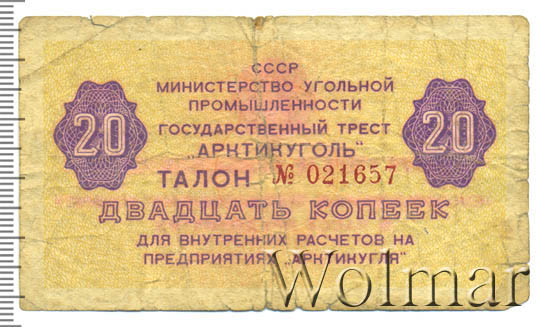 СССР
МИНИСТЕРСТВО УГОЛЬНОЙ
ПРОМЫШЛЕННОСТИ
ГОСУДАРСТВЕННЫЙ ТРЕСТ
„АРКТИКУГОЛЬ"
20
20
ТАЛОН № 021657
ДВАДЦАТЬ КОПЕЕК
ДЛЯ ВНУТРЕННИХ РАСЧЕТОВ НА
ПРЕДПРИЯТИЯХ „АРКТИКУГЛЯ"
Wolmar